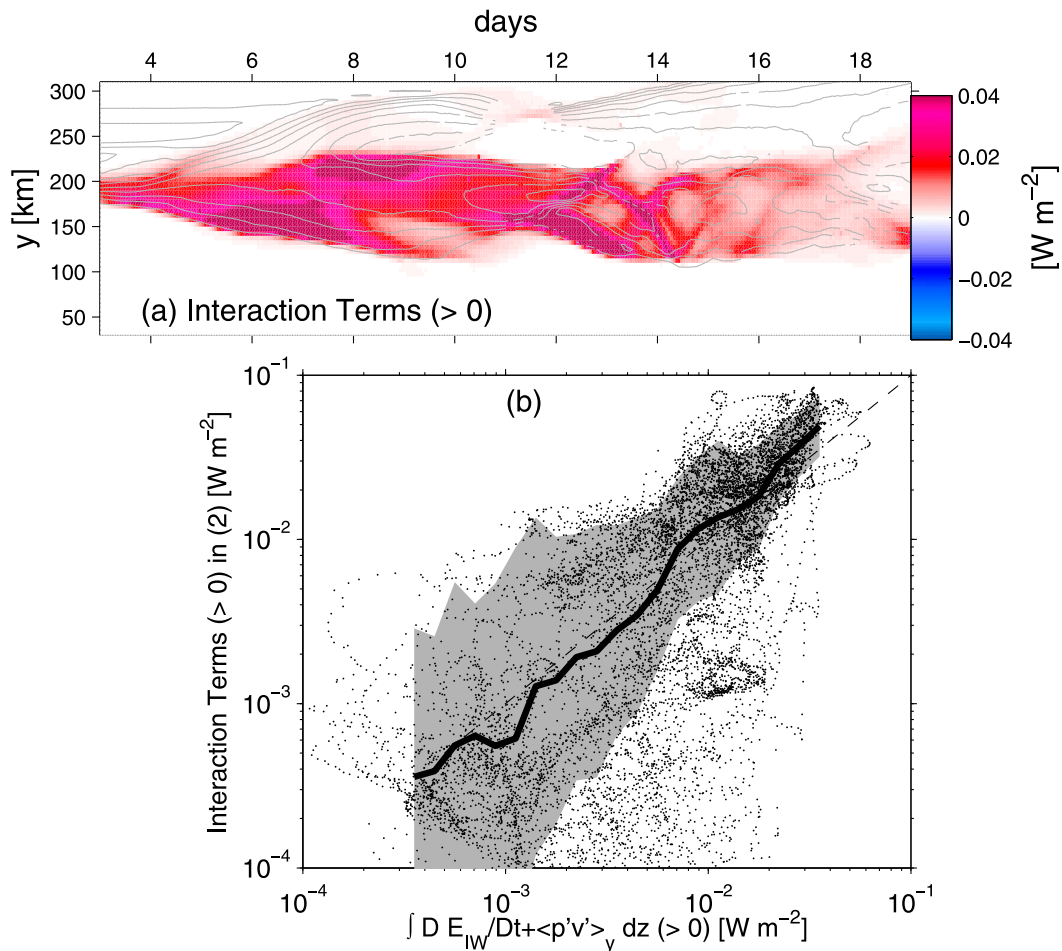 days
4 6 8 10 12 14 16 18
300
250
200
150
100
50
y [km]
(a) Interaction Terms (> 0)
0.04
0.02
0
−0.02
−0.04
[W m⁻²]
(b)
10⁻¹
10⁻²
10⁻³
10⁻⁴
Interaction Terms (> 0) in (2) [W m⁻²]
10⁻⁴ 10⁻³ 10⁻² 10⁻¹
∫ D E_IW/Dt+<p'v'>_y dz (> 0) [W m⁻²]